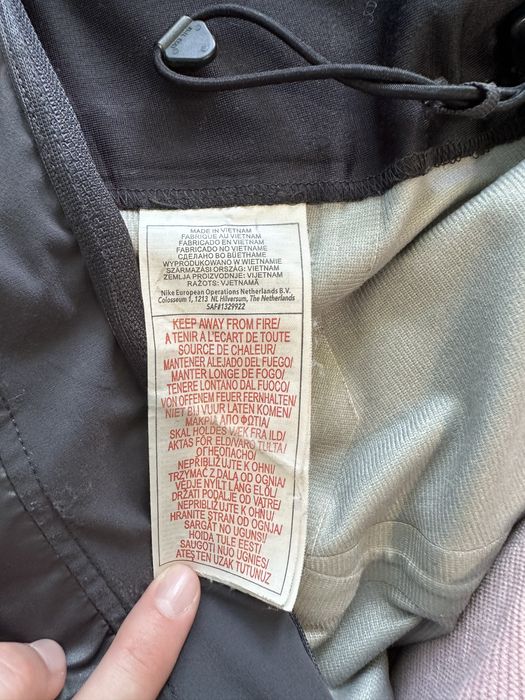 MADE IN VIETNAM
FABRIQUE AU VIETNAM
FABRICADO EN VIETNAM
FABRICADO NO VIETNAME
СДЕЛАНО ВО ВЬЕТНАМЕ
WYPRODUKOWANO W WIETNAMIE
SZÁRMAZÁSI ORSZÁG: VIETNAM
ZEMLJA PROIZVODNJE: VIJETNAM
RAŽOTS: VJETNAMĀ
Nike European Operations Netherlands B.V.
Colosseum 1, 1213 NL Hilversum, The Netherlands
SAF#1329922
KEEP AWAY FROM FIRE/
A TENIR À L'ECART DE TOUTE
SOURCE DE CHALEUR/
MANTENER ALEJADO DEL FUEGO/
MANTER LONGE DE FOGO/
TENERE LONTANO DAL FUOCO/
VON OFFENEM FEUER FERNHALTEN/
NIET BIJ VUUR LATEN KOMEN/
ΜΑΚΡΙΑ ΑΠΟ ΦΩΤΙΑ/
SKAL HOLDES VÆK FRA ILD/
AKTAS FÖR ELD/VARO TULTA/
ОГНЕОПАСНО/
NEPŘIBLIŽUJTE K OHNI/
TRZYMAĆ Z DALA OD OGNIA/
VÉDJE NYÍLT LÁNG ELŐL/
DRŽATI PODALJE OD VATRE/
NEPRIBLIŽUJTE K OHŇU/
HRANITE STRAN OD OGNJA/
SARGĀT NO UGUNS/
HOIDA TULE EEST/
SAUGOTI NUO UGNIES/
ATEŞTEN UZAK TUTUNUZ